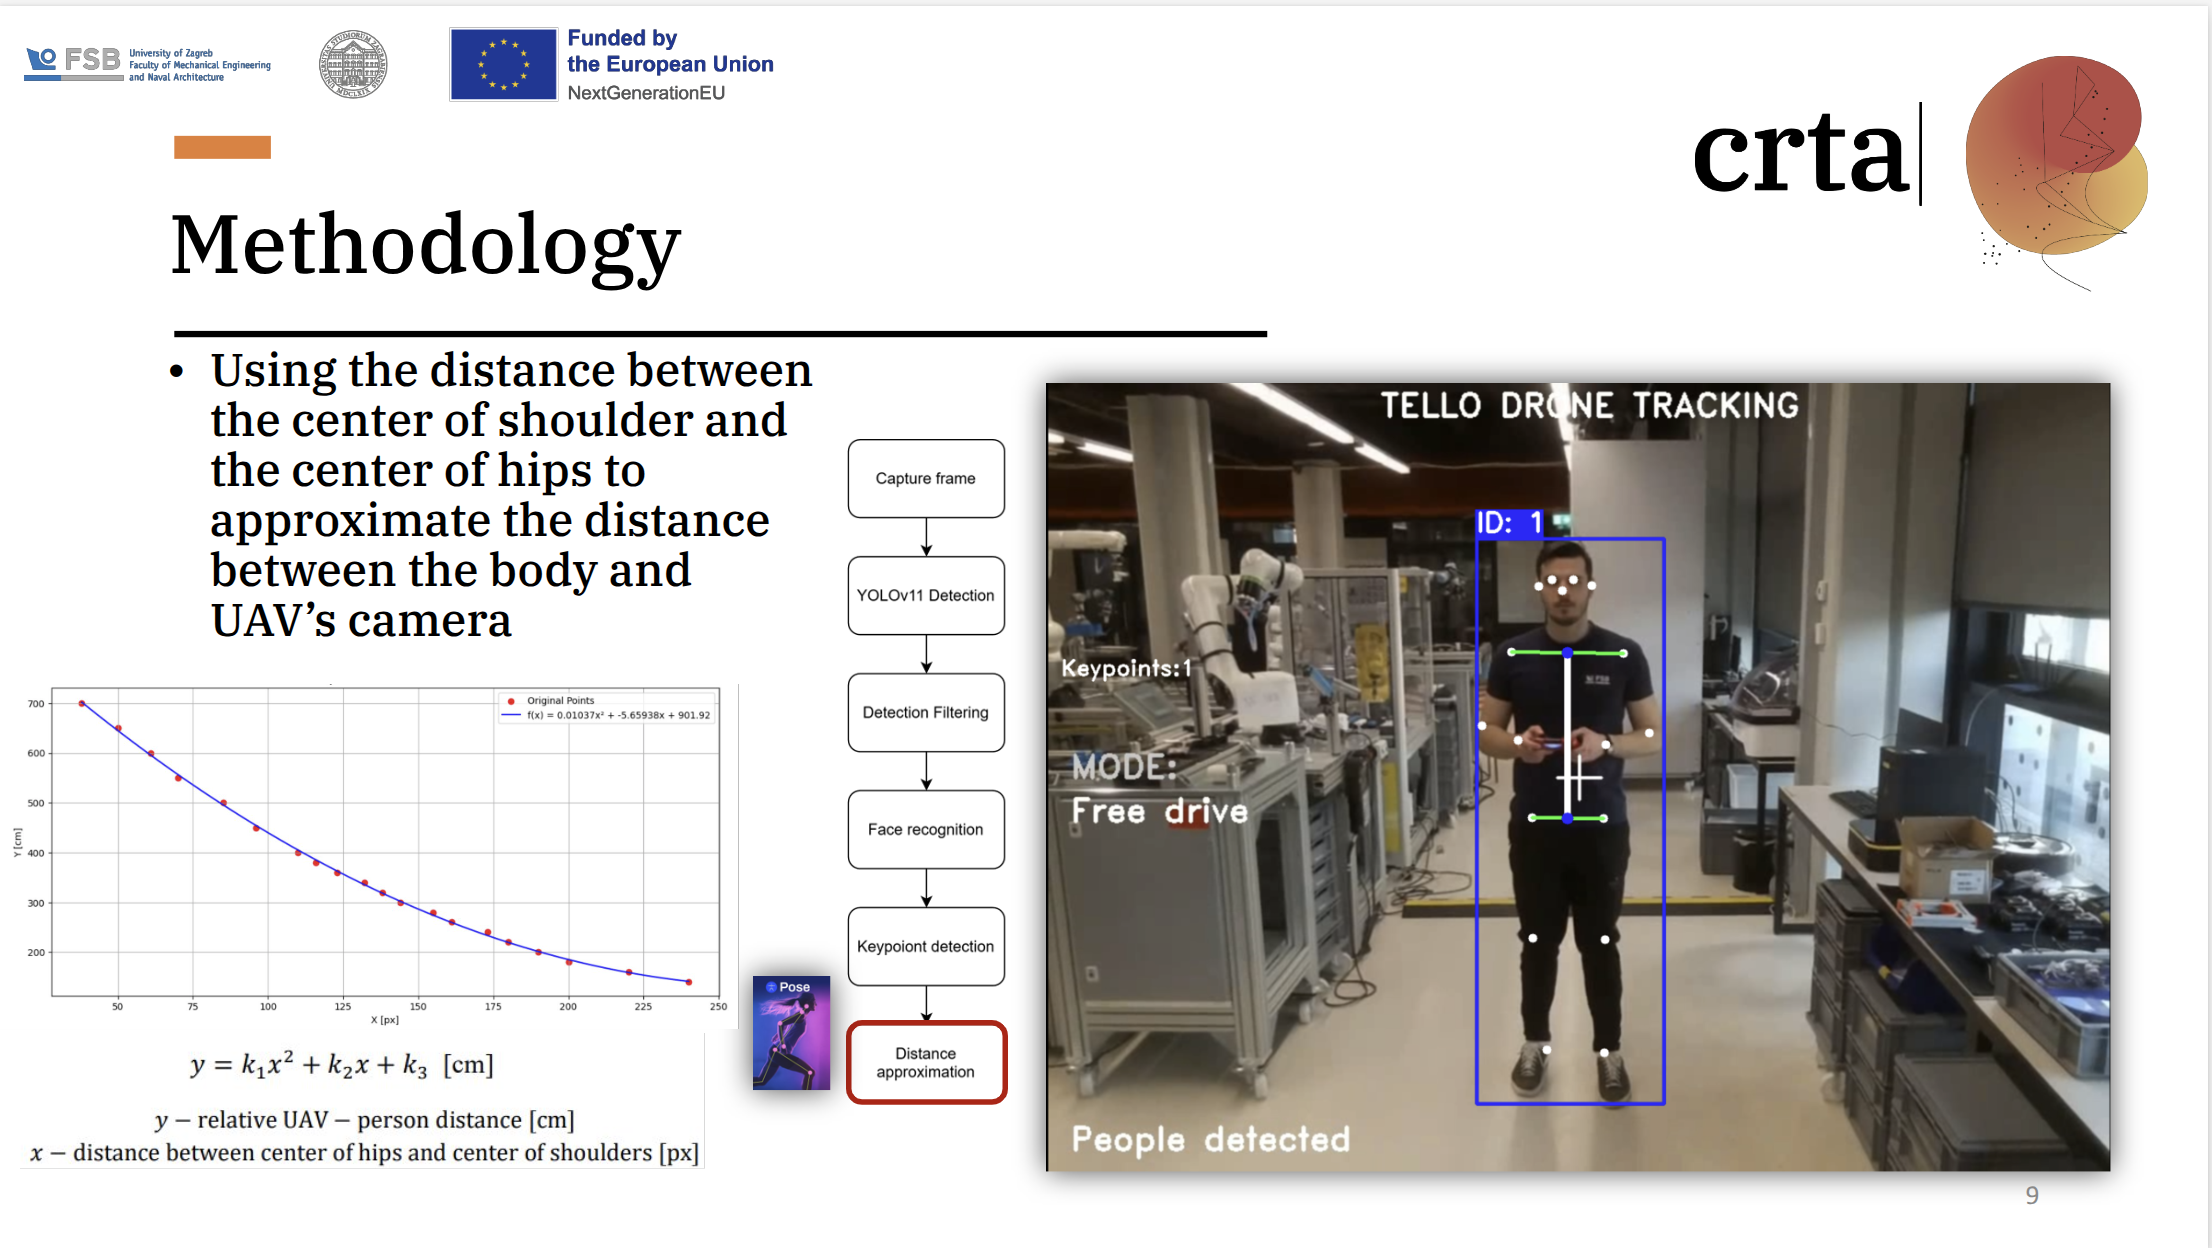 FSB
University of Zagreb
Faculty of Mechanical Engineering
and Naval Architecture
Funded by
the European Union
NextGenerationEU
crta
Methodology
• Using the distance between
the center of shoulder and
the center of hips to
approximate the distance
between the body and
UAV’s camera
Original Points
f(x) = 0.01037x² + -5.65938x + 901.92
Y [cm]
700
600
500
400
300
200
50 75 100 125 150 175 200 225 250
X [px]
y = k₁x² + k₂x + k₃ [cm]
y − relative UAV − person distance [cm]
x − distance between center of hips and center of shoulders [px]
Pose
Capture frame
YOLOv11 Detection
Detection Filtering
Face recognition
Keypoiont detection
Distance
approximation
TELLO DRONE TRACKING
ID: 1
Keypoints:1
MODE:
Free drive
People detected
9